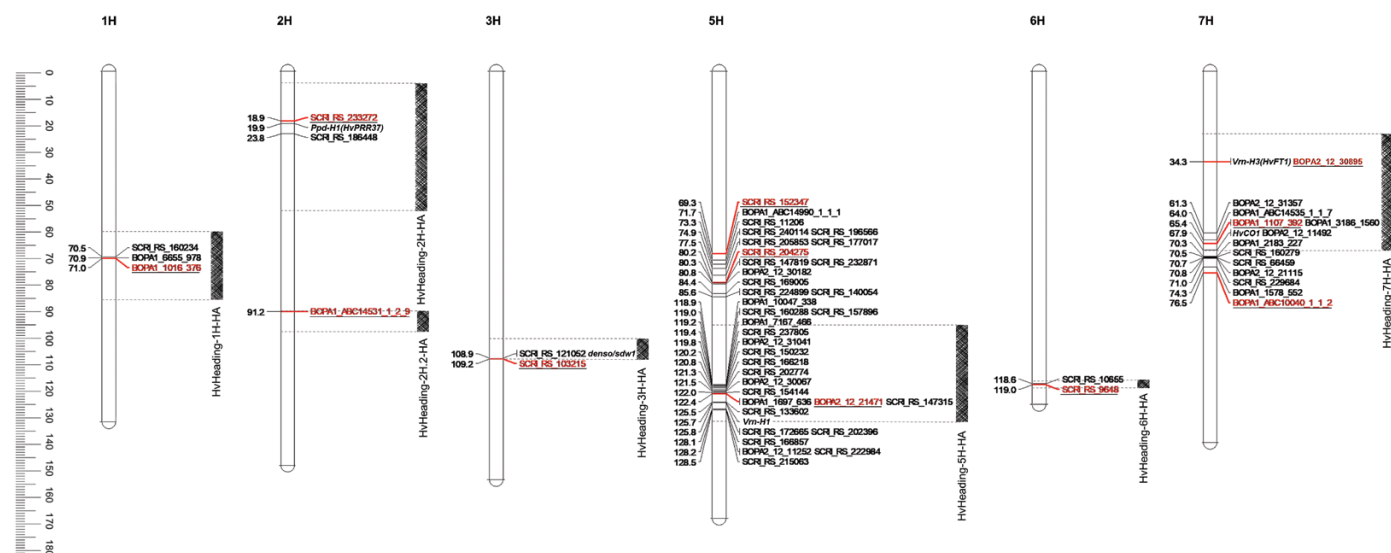 1H
2H
3H
5H
6H
7H
0
10
20
30
40
50
60
70
80
90
100
110
120
130
140
150
160
170
180
70.5 SCRI_RS_160234
70.9 BOPA1_6655_978
71.0 BOPA1_1016_376
HvHeading-1H-HA
18.9 SCRI_RS_233272
19.9 Ppd-H1(HvPRR37)
23.8 SCRI_RS_186448
91.2 BOPA1_ABC14531_1_2_9
HvHeading-2H-HA
HvHeading-2H.2-HA
108.9 SCRI_RS_121052 denso/sdw1
109.2 SCRI_RS_103215
HvHeading-3H-HA
69.3 SCRI_RS_152347
71.7 BOPA1_ABC14990_1_1_1
73.3 SCRI_RS_11206
74.9 SCRI_RS_240114 SCRI_RS_196566
77.5 SCRI_RS_205853 SCRI_RS_177017
80.2 SCRI_RS_204275
80.3 SCRI_RS_147819 SCRI_RS_232871
80.8 BOPA2_12_30182
84.4 SCRI_RS_169005
85.6 SCRI_RS_224899 SCRI_RS_140054
118.9 BOPA1_10047_338
119.0 SCRI_RS_160288 SCRI_RS_157896
119.2 BOPA1_7167_466
119.4 SCRI_RS_237805
119.8 BOPA2_12_31041
120.2 SCRI_RS_150232
120.8 SCRI_RS_166218
121.3 SCRI_RS_202774
121.5 BOPA2_12_30067
122.0 SCRI_RS_154144
122.4 BOPA1_1697_636 BOPA2_12_21471 SCRI_RS_147315
125.5 SCRI_RS_133602
125.7 Vrn-H1
125.8 SCRI_RS_172665 SCRI_RS_202396
128.1 SCRI_RS_166857
128.2 BOPA2_12_11252 SCRI_RS_222984
128.5 SCRI_RS_215063
HvHeading-5H-HA
118.6 SCRI_RS_10655
119.0 SCRI_RS_9648
HvHeading-6H-HA
34.3 Vrn-H3(HvFT1) BOPA2_12_30895
61.3 BOPA2_12_31357
64.0 BOPA1_ABC14535_1_1_7
65.4 BOPA1_1107_392 BOPA1_3186_1560
67.9 HvCO1 BOPA2_12_11492
70.3 BOPA1_2183_227
70.5 SCRI_RS_160279
70.7 SCRI_RS_66459
70.8 BOPA2_12_21115
71.0 SCRI_RS_229684
74.3 BOPA1_1578_552
76.5 BOPA1_ABC10040_1_1_2
HvHeading-7H-HA